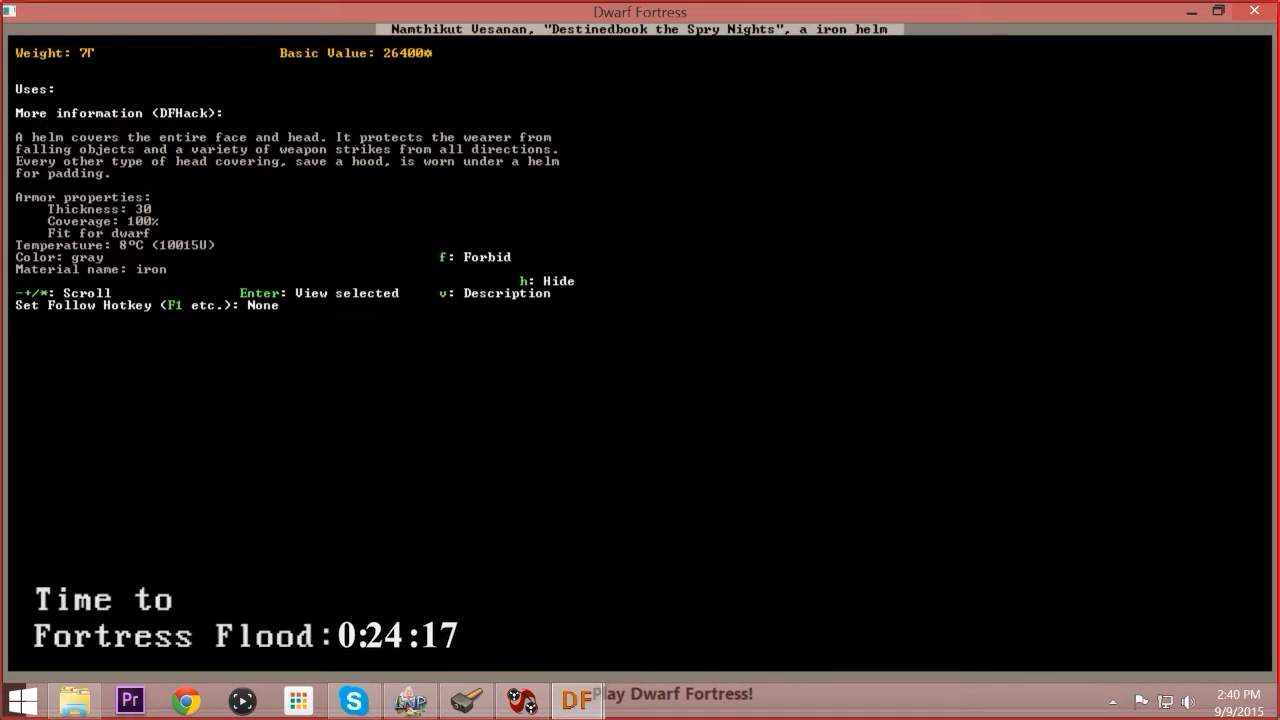 Dwarf Fortress
Namthikut Vesanan, "Destinedbook the Spry Nights", a iron helm
Weight: 7Γ Basic Value: 26400☼
Uses:
More information (DFHack):
A helm covers the entire face and head. It protects the wearer from
falling objects and a variety of weapon strikes from all directions.
Every other type of head covering, save a hood, is worn under a helm
for padding.
Armor properties:
Thickness: 30
Coverage: 100%
Fit for dwarf
Temperature: 8°C (10015U)
Color: gray f: Forbid
Material name: iron
h: Hide
-+/*: Scroll Enter: View selected v: Description
Set Follow Hotkey (F1 etc.): None
Time to
Fortress Flood: 0:24:17
Pr S LNP DF Play Dwarf Fortress! 2:40 PM
9/9/2015